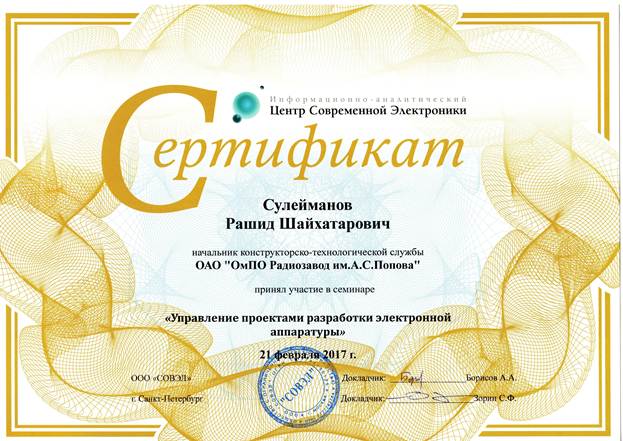 Информационно-аналитический
Центр Современной Электроники
Сертификат
Сулейманов
Рашид Шайхатарович
начальник конструкторско-технологической службы
ОАО "ОмПО Радиозавод им.А.С.Попова"
принял участие в семинаре
«Управление проектами разработки электронной
аппаратуры»
21 февраля 2017 г.
ООО «СОВЭЛ»
Докладчик: Борисов А.А.
г. Санкт-Петербург
Докладчик: Зорин С.Ф.
"СОВЭЛ"